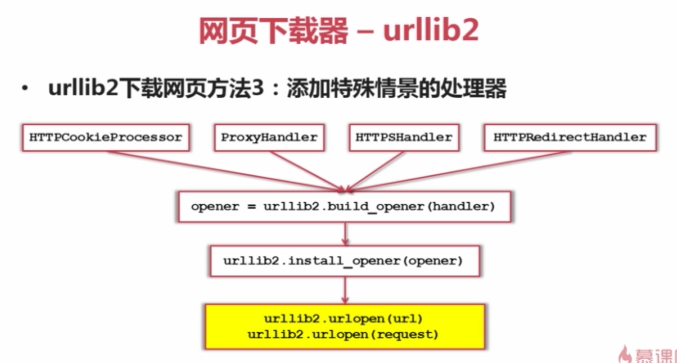 网页下载器 – urllib2
• urllib2下载网页方法3：添加特殊情景的处理器
HTTPCookieProcessor ProxyHandler HTTPSHandler HTTPRedirectHandler
opener = urllib2.build_opener(handler)
urllib2.install_opener(opener)
urllib2.urlopen(url)
urllib2.urlopen(request)
慕课